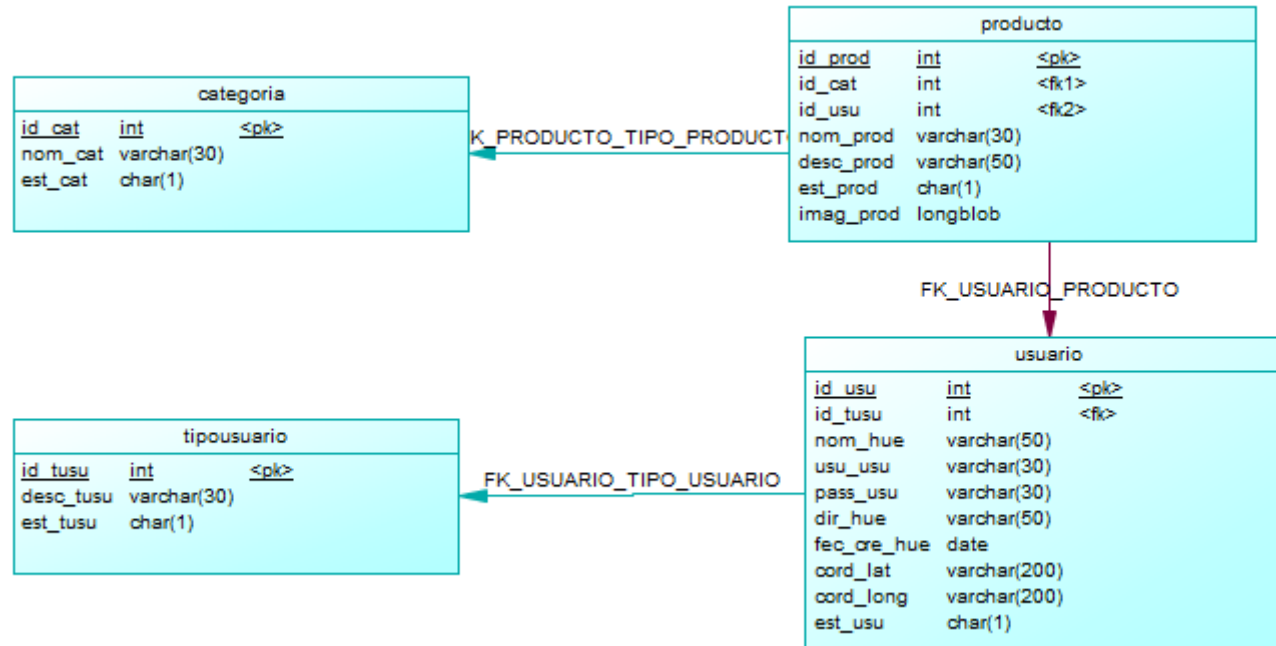 producto
id_prod int <pk>
id_cat int <fk1>
id_usu int <fk2>
nom_prod varchar(30)
desc_prod varchar(50)
est_prod char(1)
imag_prod longblob
categoria
id_cat int <pk>
nom_cat varchar(30)
est_cat char(1)
K_PRODUCTO_TIPO_PRODUCTO
FK_USUARIO_PRODUCTO
usuario
id_usu int <pk>
id_tusu int <fk>
nom_hue varchar(50)
usu_usu varchar(30)
pass_usu varchar(30)
dir_hue varchar(50)
fec_cre_hue date
cord_lat varchar(200)
cord_long varchar(200)
est_usu char(1)
tipousuario
id_tusu int <pk>
desc_tusu varchar(30)
est_tusu char(1)
FK_USUARIO_TIPO_USUARIO